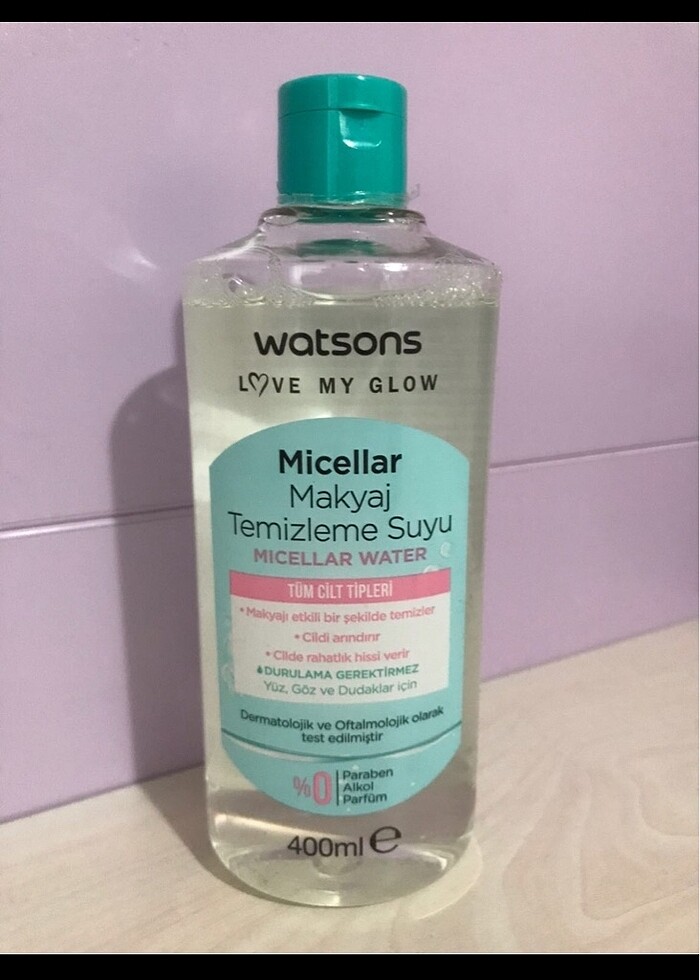 watsons
LOVE MY GLOW
Micellar
Makyaj
Temizleme Suyu
MICELLAR WATER
TÜM CİLT TİPLERİ
• Makyajı etkili bir şekilde temizler
• Cildi arındırır
• Cilde rahatlık hissi verir
DURULAMA GEREKTİRMEZ
Yüz, Göz ve Dudaklar için
Dermatolojik ve Oftalmolojik olarak
test edilmiştir
%0 Paraben
Alkol
Parfüm
400ml e